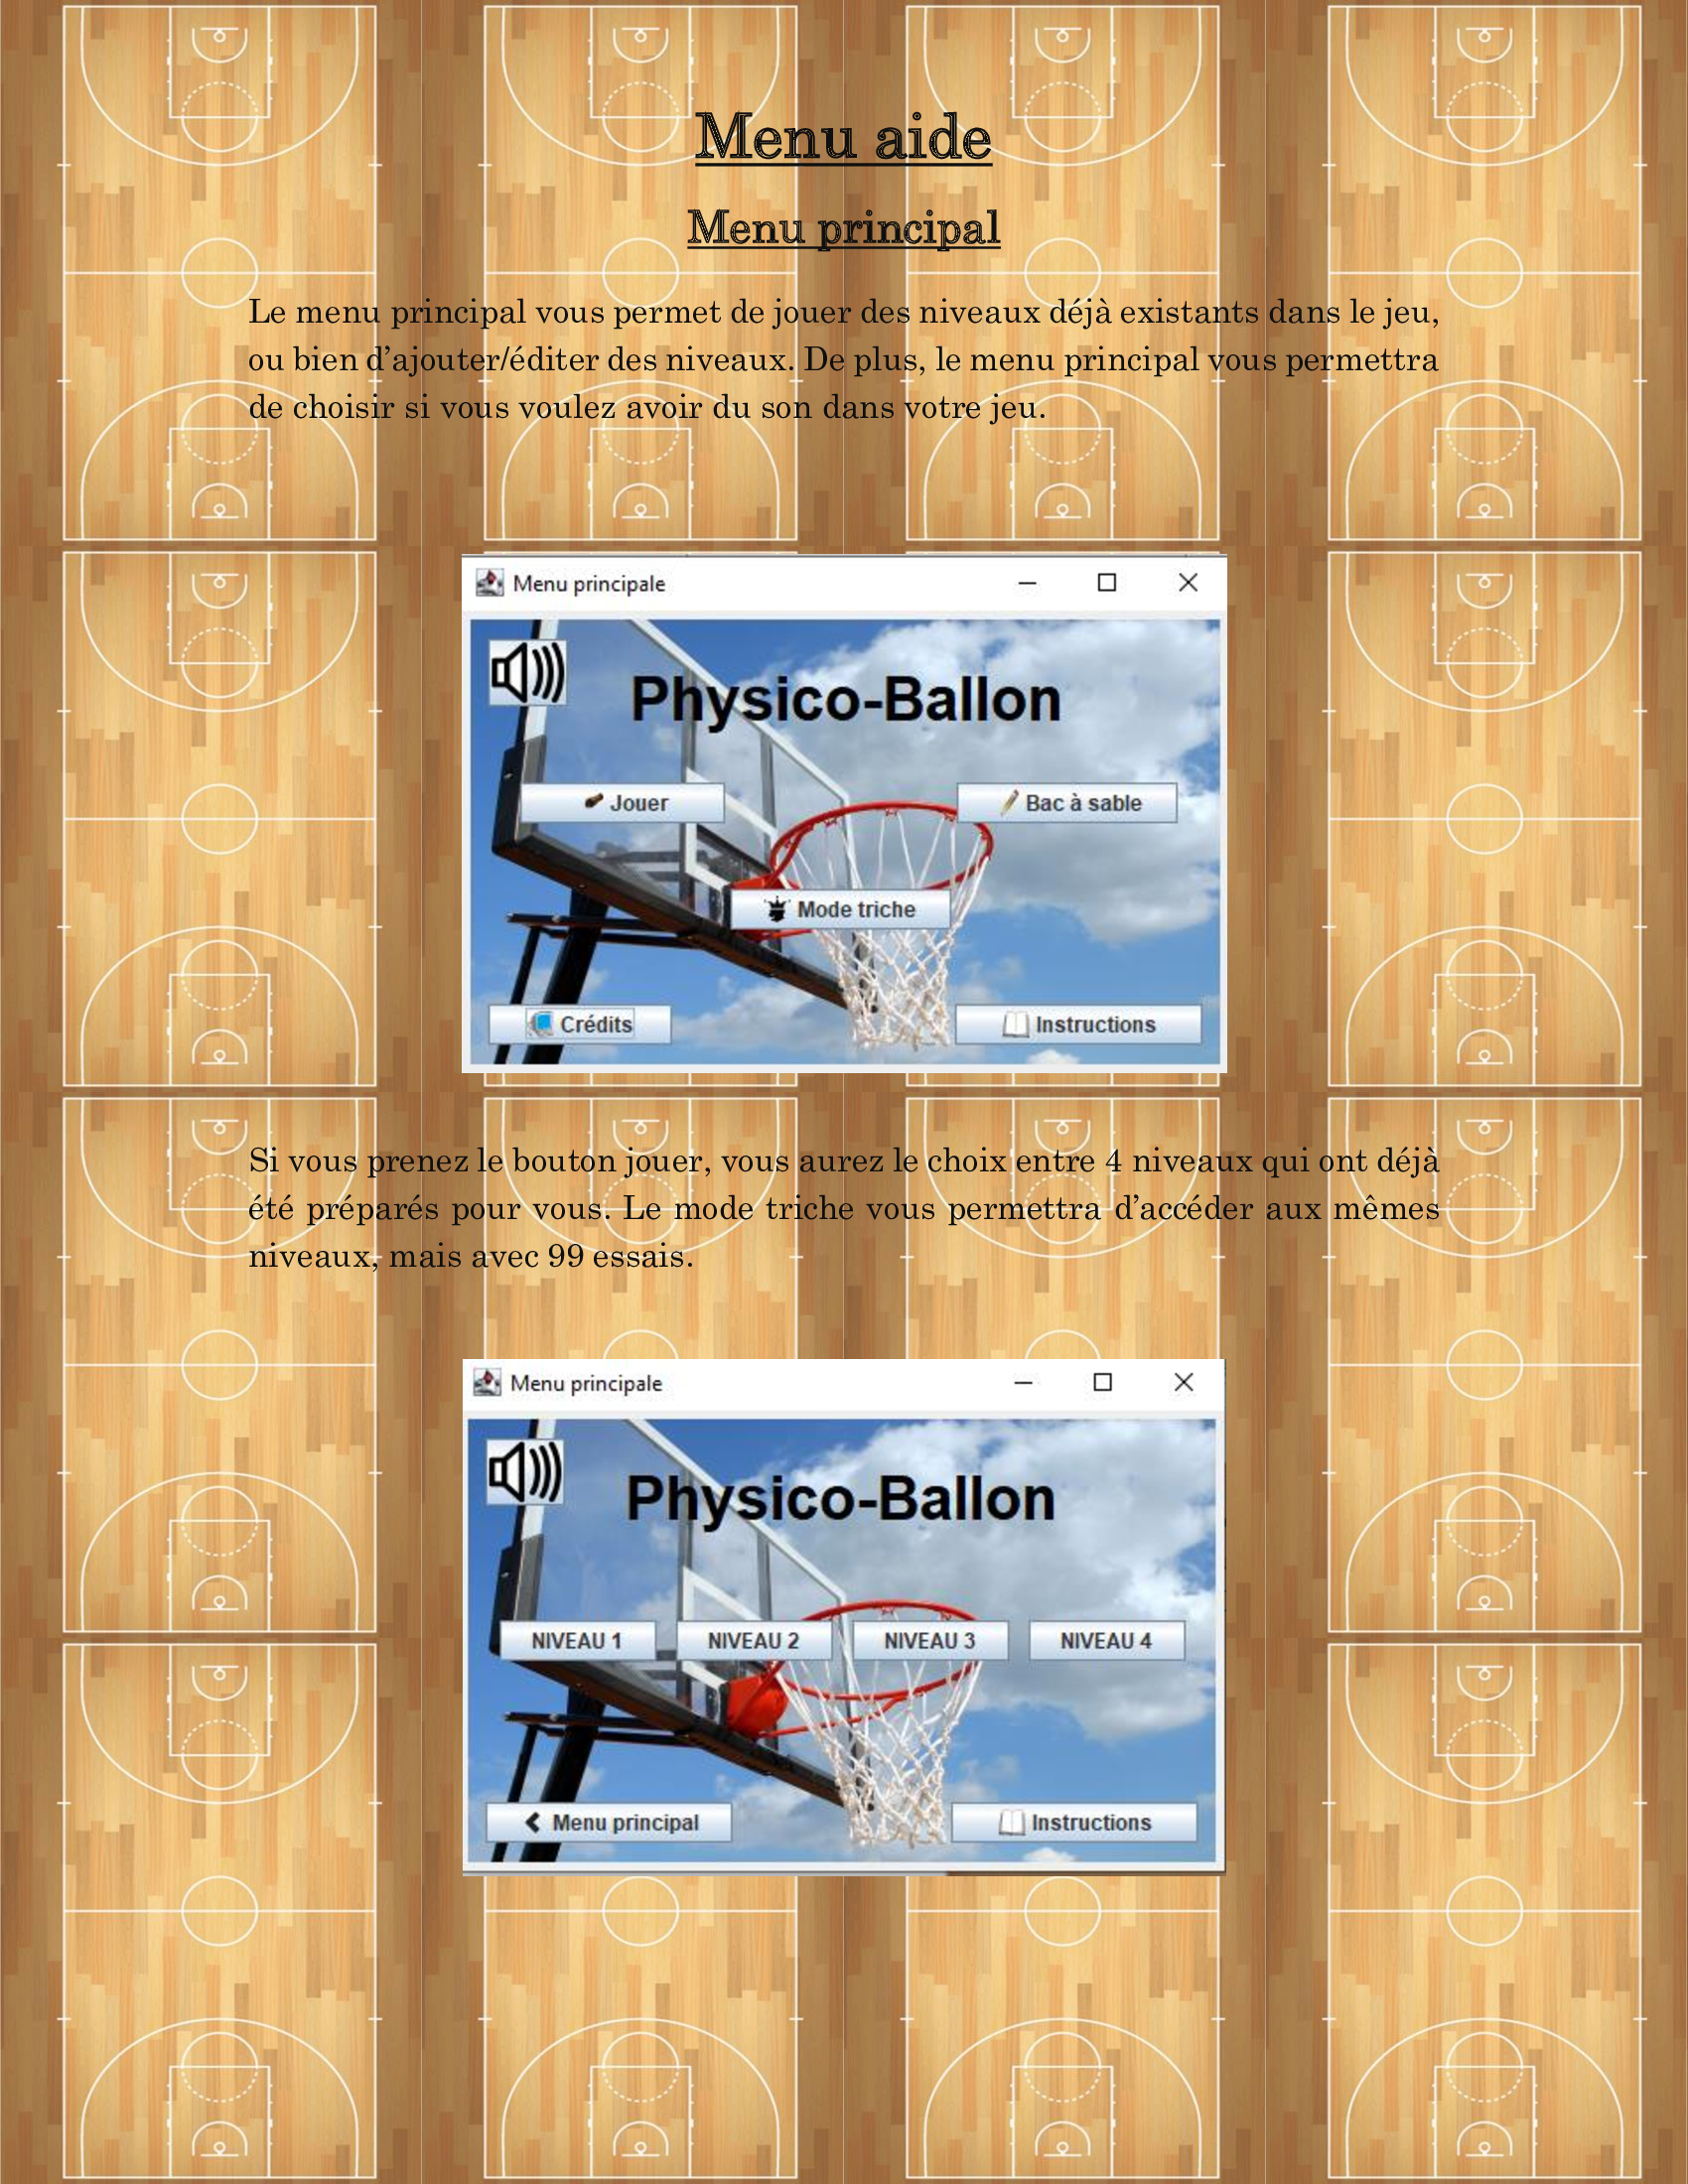 Menu aide
Menu principal
Le menu principal vous permet de jouer des niveaux déjà existants dans le jeu,
ou bien d’ajouter/éditer des niveaux. De plus, le menu principal vous permettra
de choisir si vous voulez avoir du son dans votre jeu.
Menu principale
Physico-Ballon
Jouer
Bac à sable
Mode triche
Crédits
Instructions
Si vous prenez le bouton jouer, vous aurez le choix entre 4 niveaux qui ont déjà
été préparés pour vous. Le mode triche vous permettra d’accéder aux mêmes
niveaux, mais avec 99 essais.
Menu principale
Physico-Ballon
NIVEAU 1
NIVEAU 2
NIVEAU 3
NIVEAU 4
Menu principal
Instructions